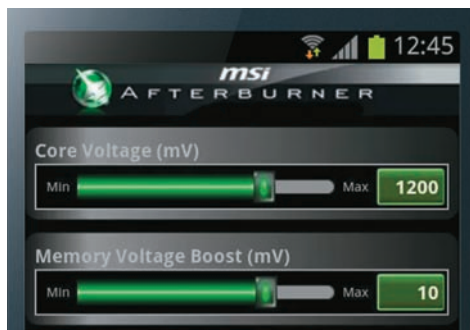 12:45
msi
AFTERBURNER
Core Voltage (mV)
Min Max 1200
Memory Voltage Boost (mV)
Min Max 10